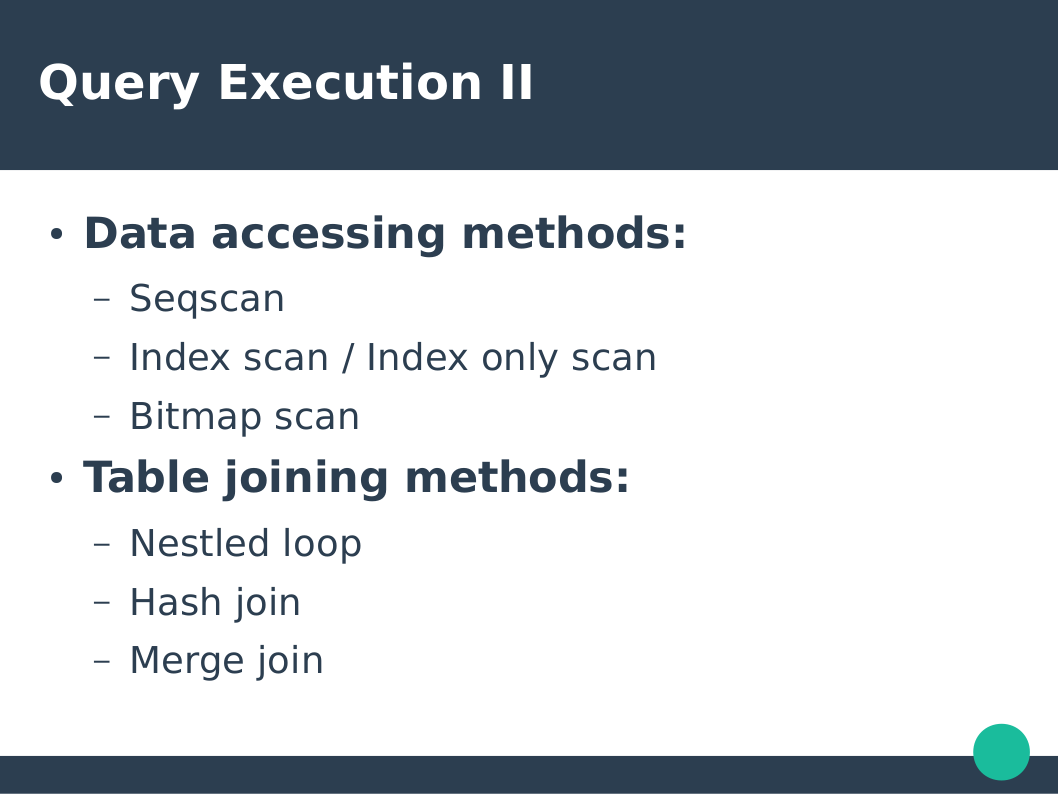 Query Execution II
• Data accessing methods:
– Seqscan
– Index scan / Index only scan
– Bitmap scan
• Table joining methods:
– Nestled loop
– Hash join
– Merge join